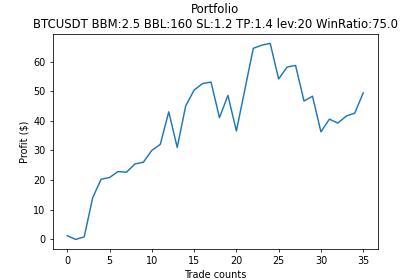 Portfolio
BTCUSDT BBM:2.5 BBL:160 SL:1.2 TP:1.4 lev:20 WinRatio:75.0
60
50
40
30
20
10
0
Profit ($)
0 5 10 15 20 25 30 35
Trade counts